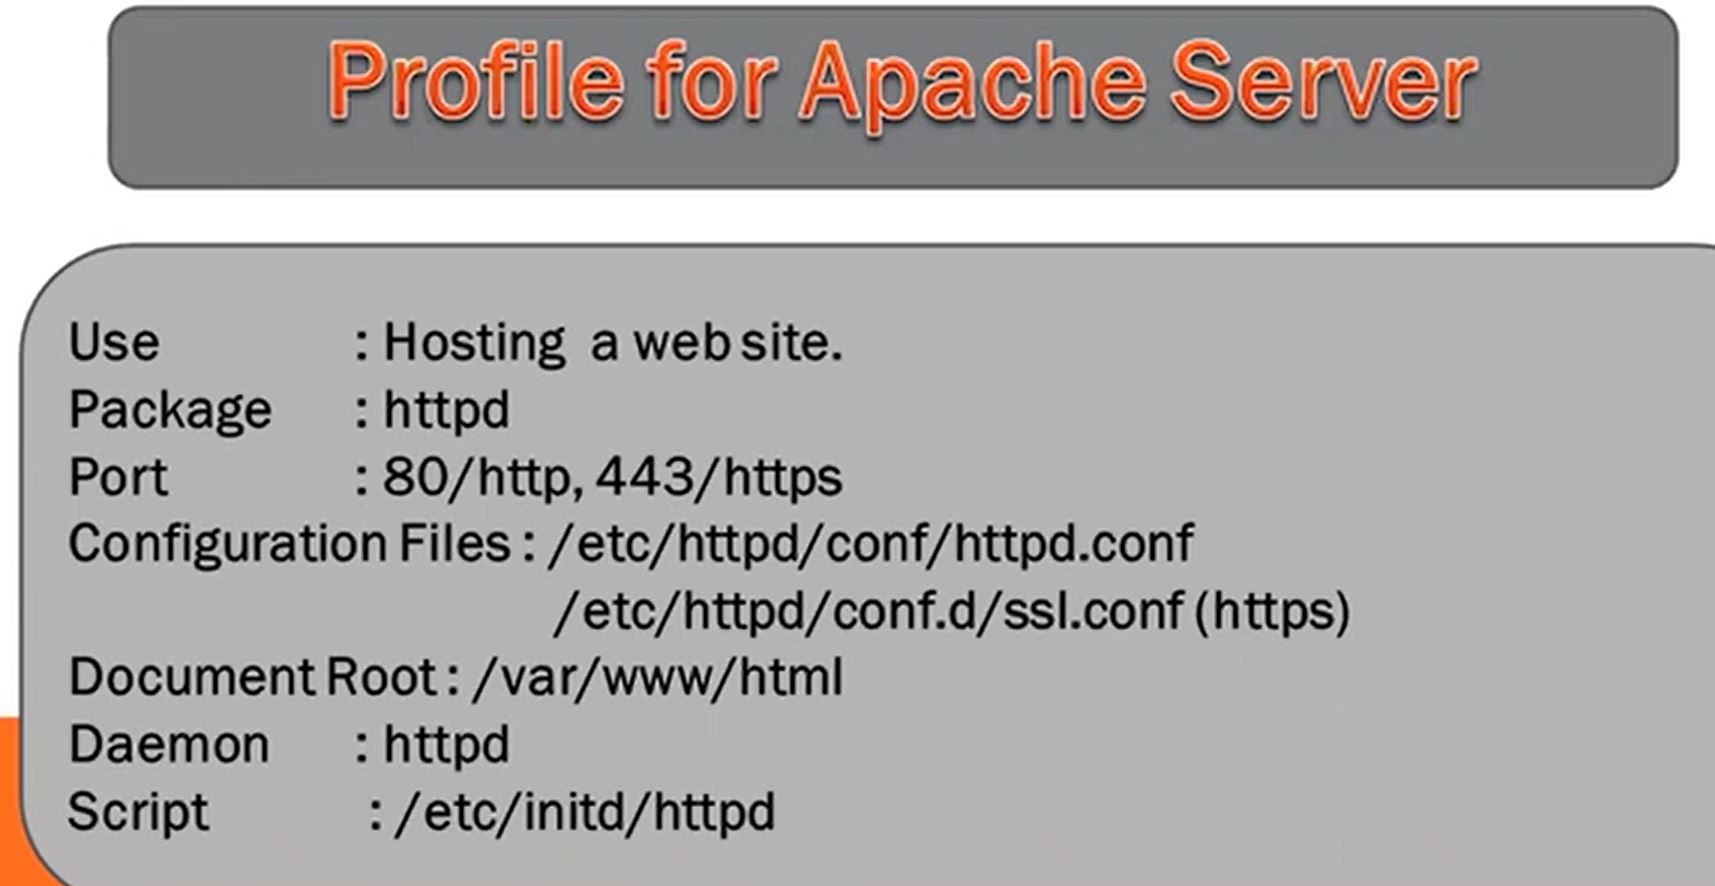 Profile for Apache Server
Use : Hosting a web site.
Package : httpd
Port : 80/http, 443/https
Configuration Files : /etc/httpd/conf/httpd.conf
/etc/httpd/conf.d/ssl.conf (https)
Document Root : /var/www/html
Daemon : httpd
Script : /etc/initd/httpd